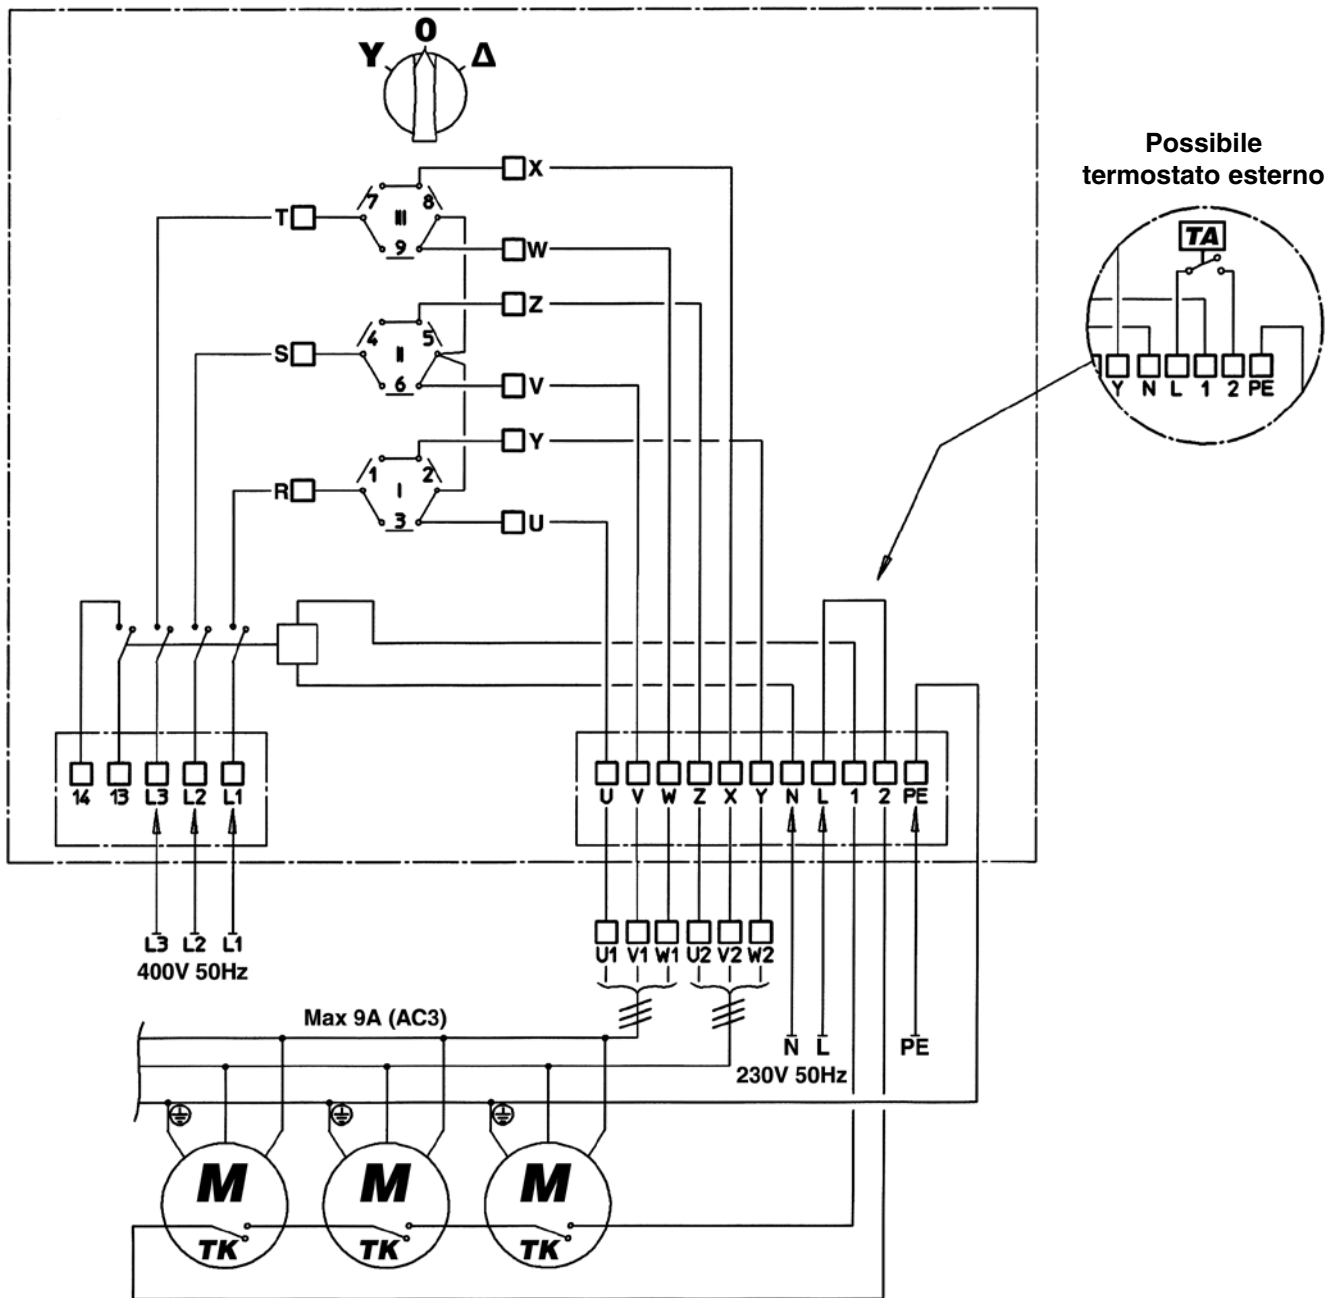 O
Y Δ
X
7 8
T III
9 W
Z
4 5
S II
6 V
Y
1 2
R I
3 U
Possibile
termostato esterno
TA
Y N L 1 2 PE
14 13 L3 L2 L1
U V W Z X Y N L 1 2 PE
L3 L2 L1
400V 50Hz
U1 V1 W1 U2 V2 W2
Max 9A (AC3)
N L PE
230V 50Hz
M M M
TK TK TK